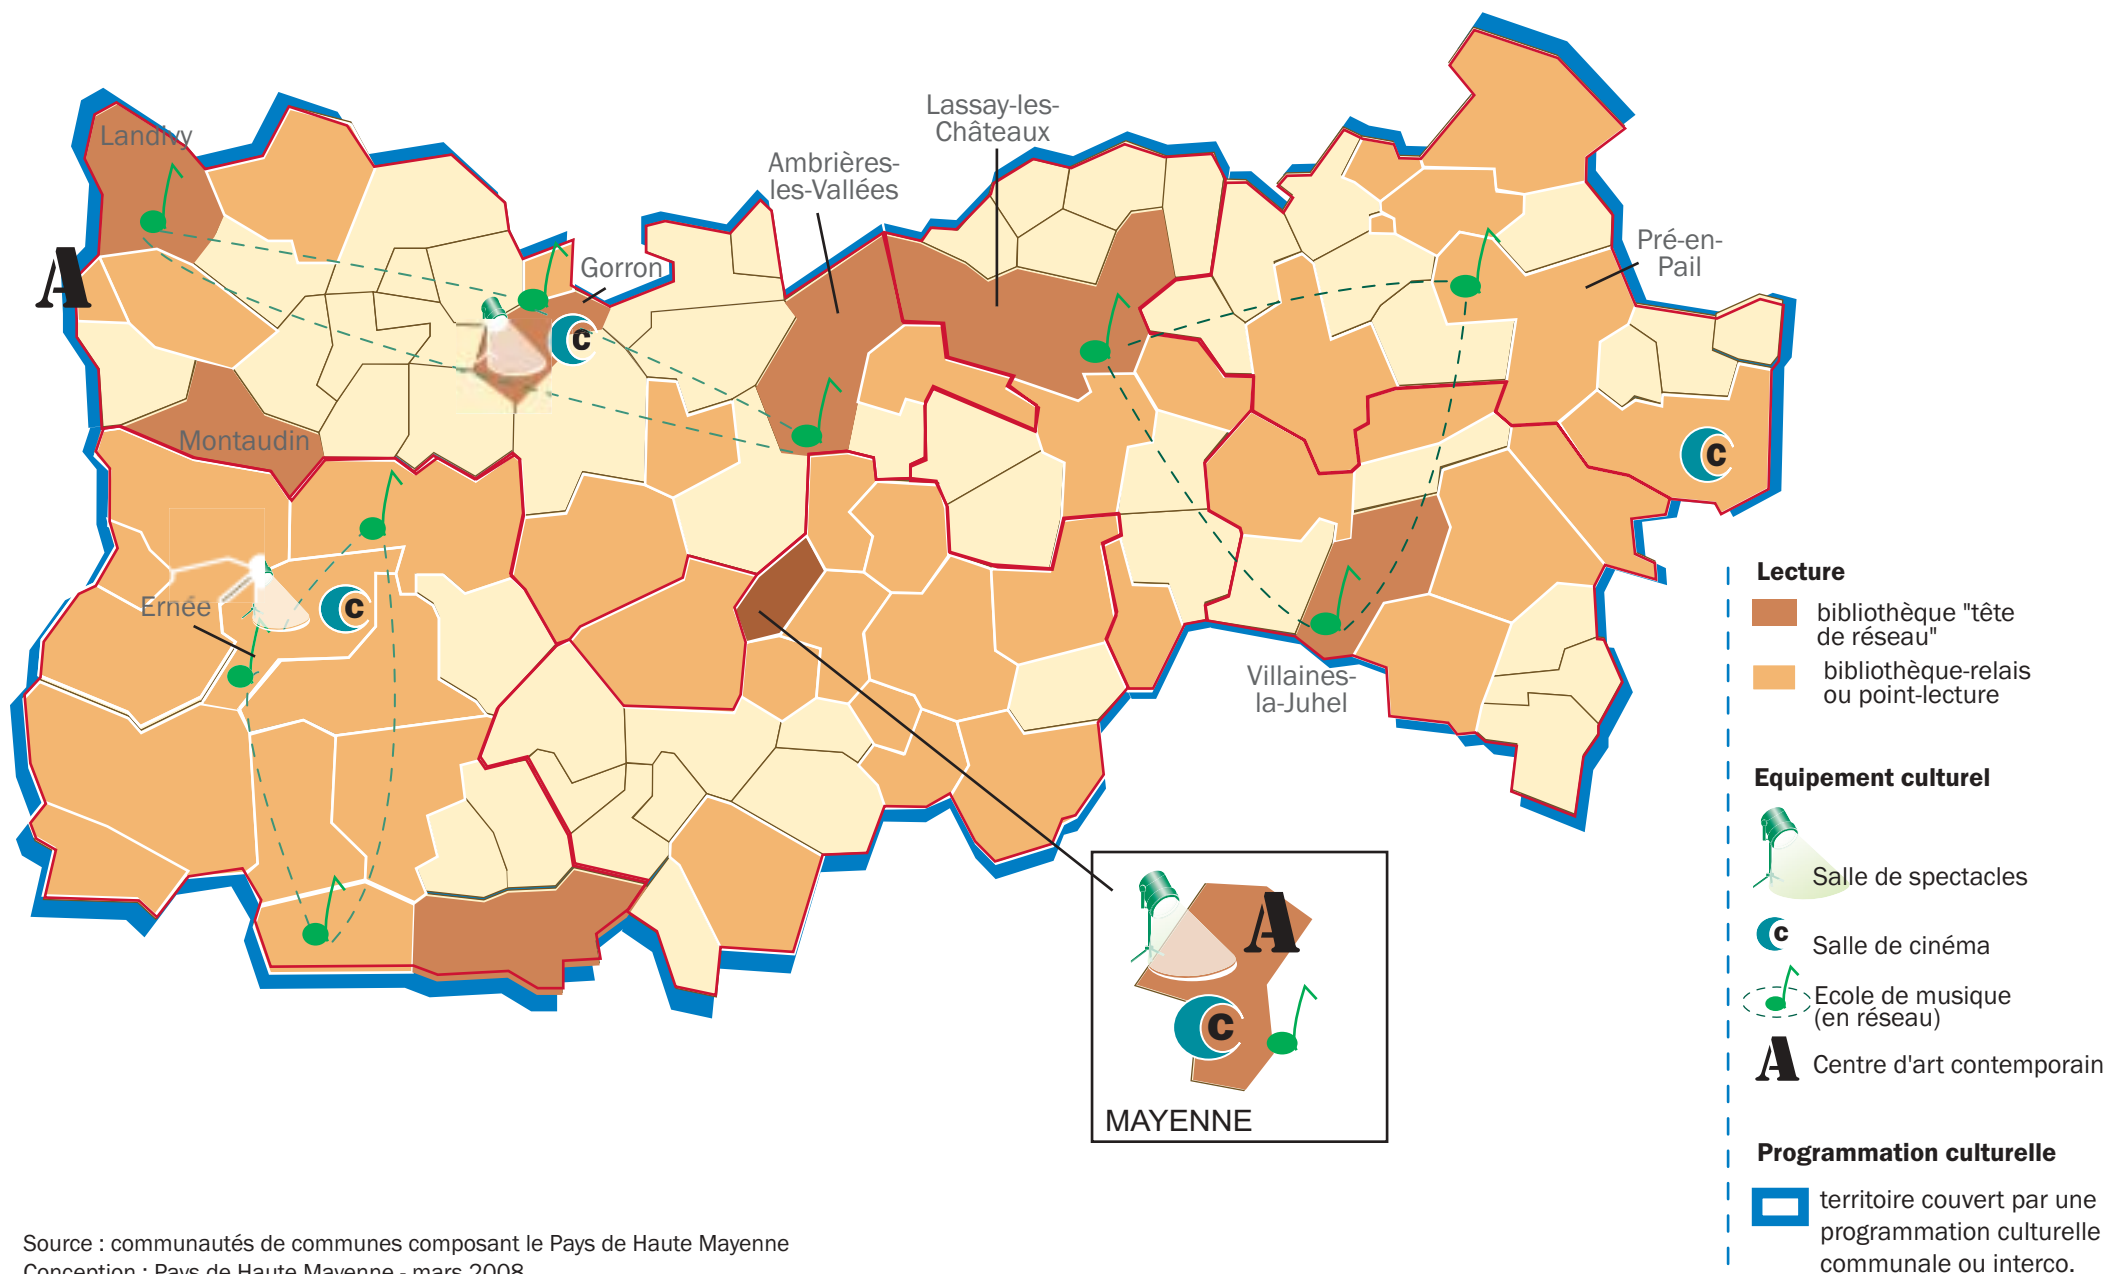 Landivy
Lassay-les-
Châteaux
Ambrières-
les-Vallées
Gorron
Pré-en-
Pail
A
C
Montaudin
C
Ernée
C
Villaines-
la-Juhel
Lecture
bibliothèque "tête
de réseau"
bibliothèque-relais
ou point-lecture
Equipement culturel
Salle de spectacles
C
Salle de cinéma
Ecole de musique
(en réseau)
A
Centre d'art contemporain
A
C
MAYENNE
Programmation culturelle
territoire couvert par une
programmation culturelle
communale ou interco.
Source : communautés de communes composant le Pays de Haute Mayenne
Conception : Pays de Haute Mayenne - mars 2008